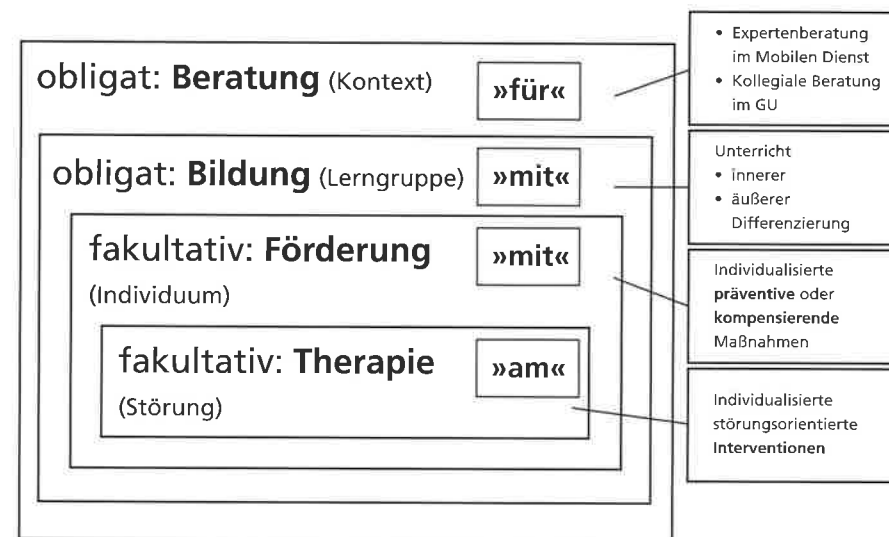 obligat: Beratung (Kontext)
»für«
• Expertenberatung
im Mobilen Dienst
• Kollegiale Beratung
im GU
obligat: Bildung (Lerngruppe)
»mit«
Unterricht
• innerer
• äußerer
Differenzierung
fakultativ: Förderung
(Individuum)
»mit«
Individualisierte
präventive oder
kompensierende
Maßnahmen
fakultativ: Therapie
(Störung)
»am«
Individualisierte
störungsorientierte
Interventionen